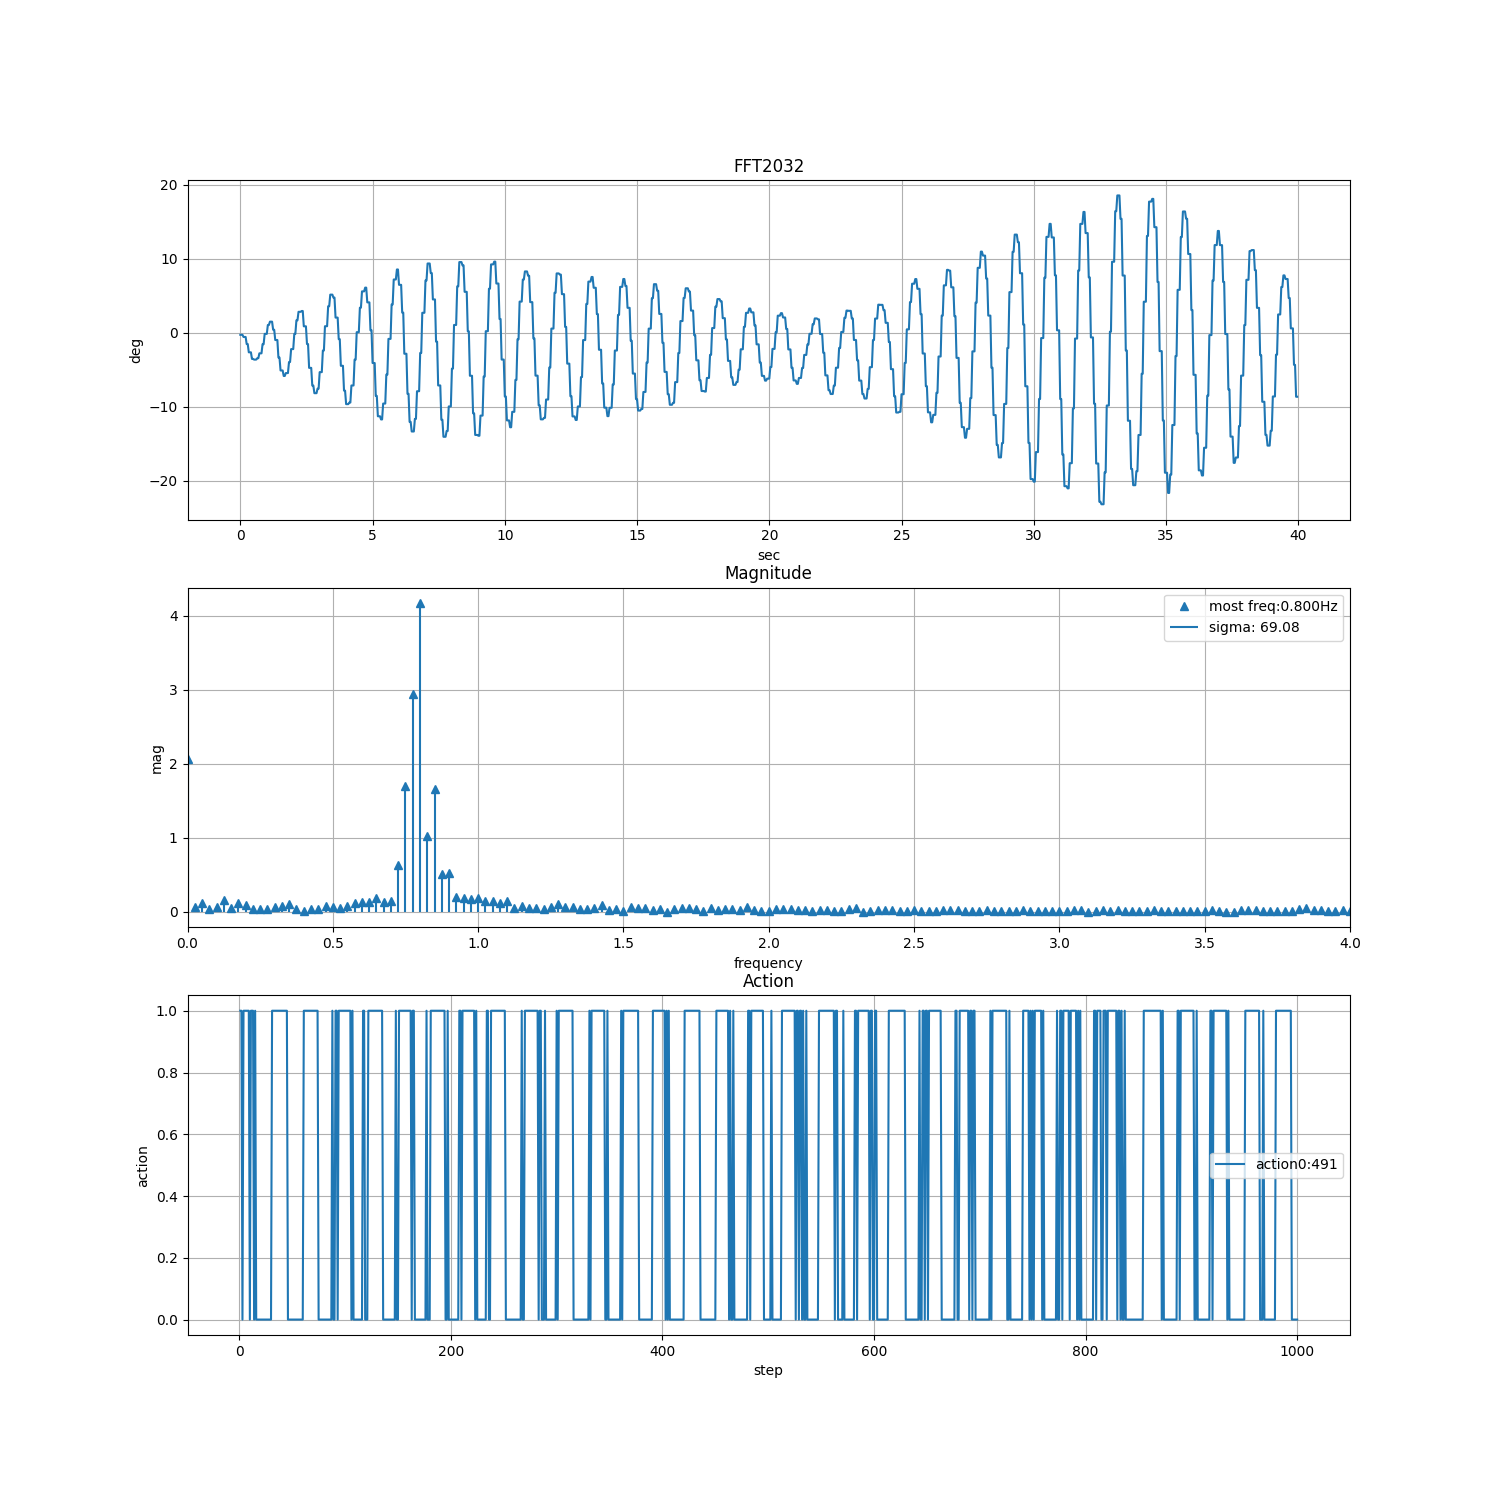 FFT2032
20
10
0
−10
−20
deg
0 5 10 15 20 25 30 35 40
sec
Magnitude
most freq:0.800Hz
sigma: 69.08
4
3
2
1
0
mag
0.0 0.5 1.0 1.5 2.0 2.5 3.0 3.5 4.0
frequency
Action
1.0
0.8
0.6
0.4
0.2
0.0
action
action0:491
0 200 400 600 800 1000
step